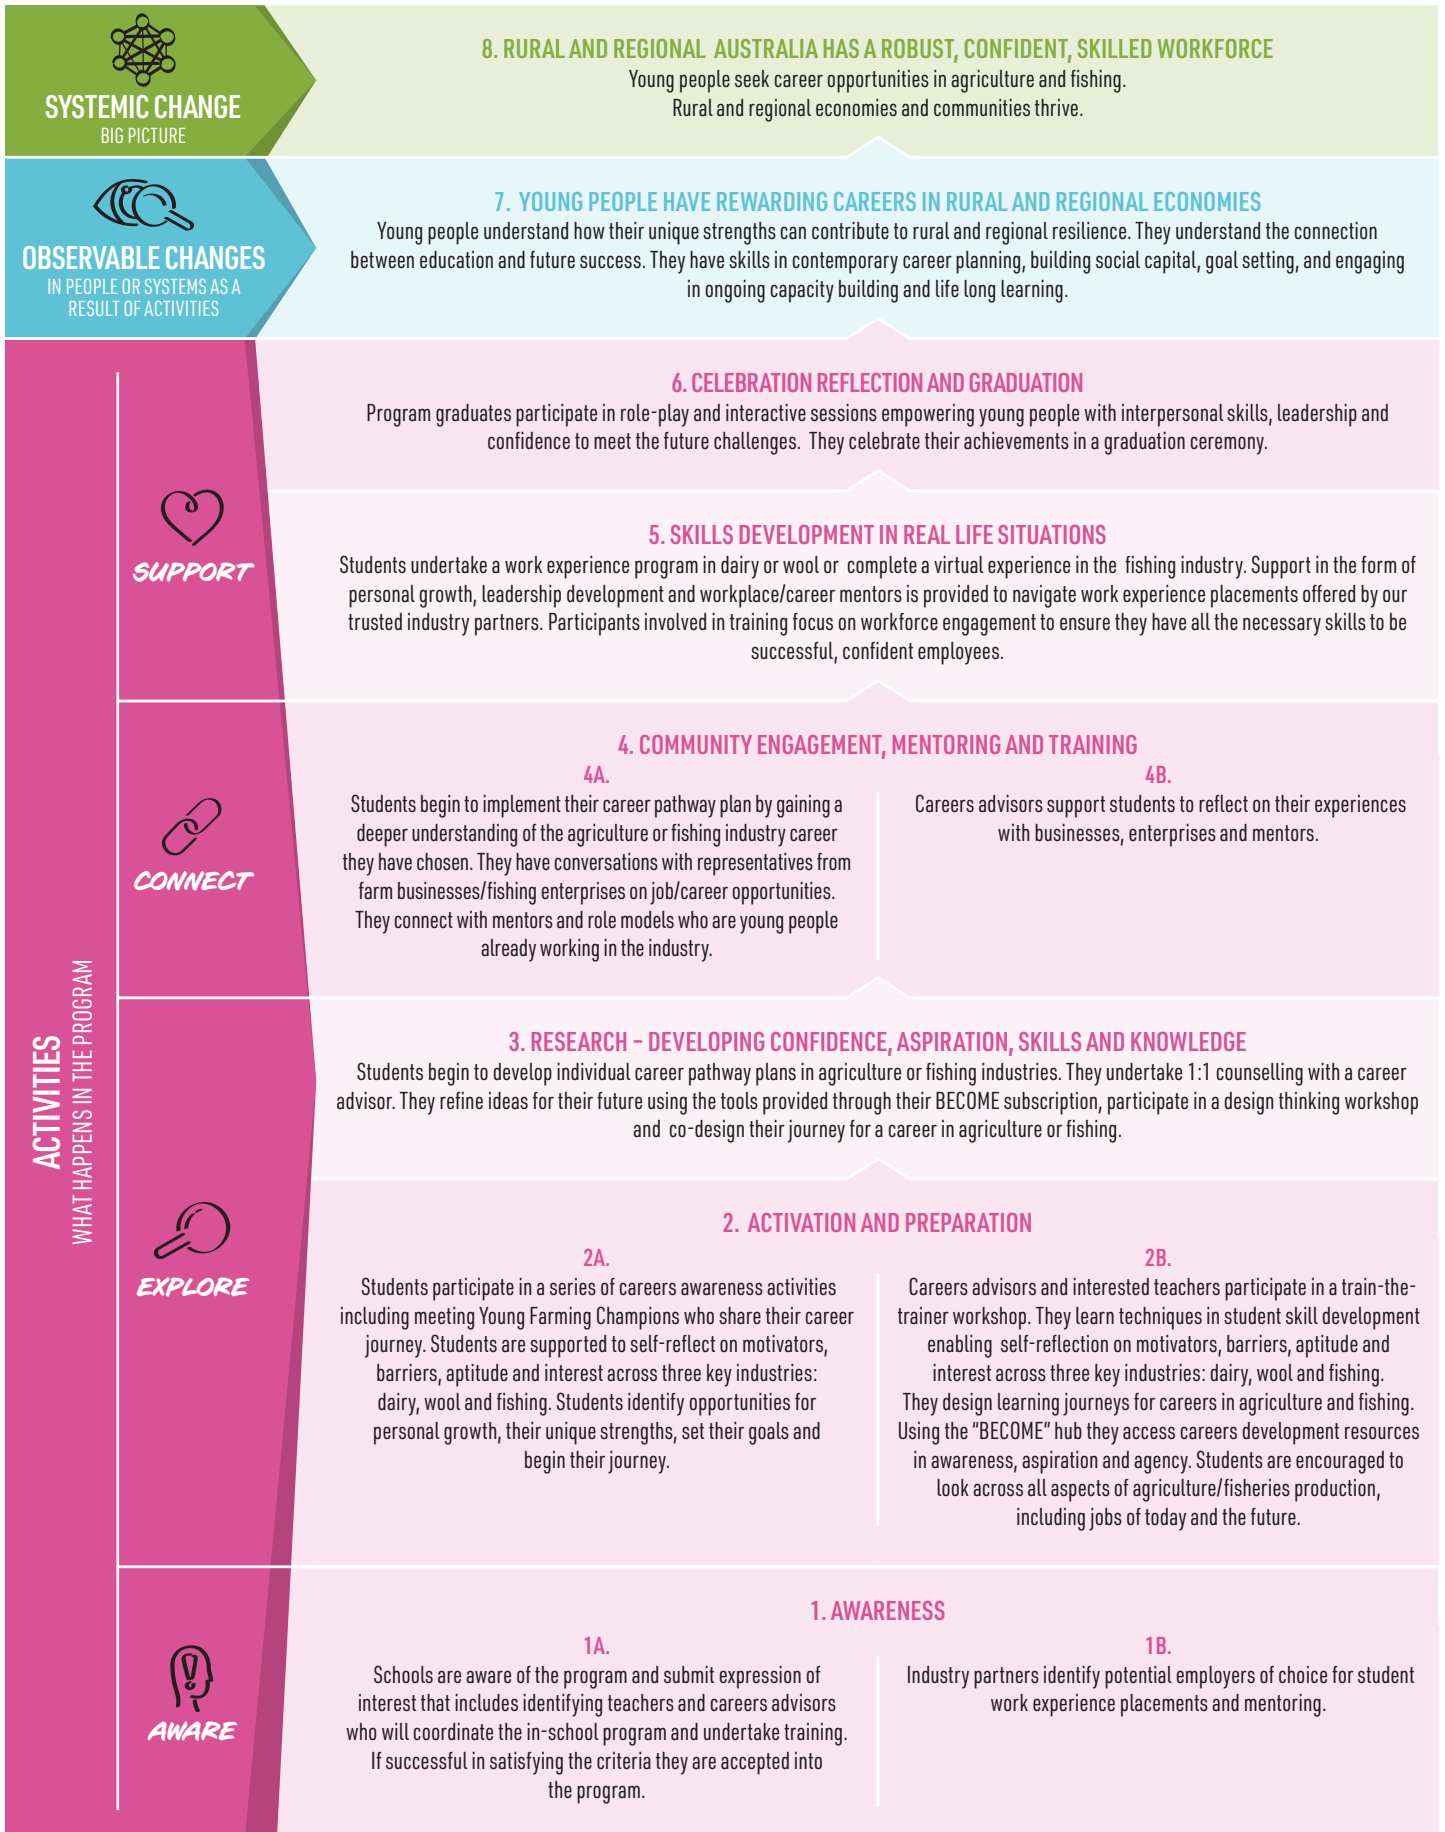 SYSTEMIC CHANGE
BIG PICTURE
8. RURAL AND REGIONAL AUSTRALIA HAS A ROBUST, CONFIDENT, SKILLED WORKFORCE
Young people seek career opportunities in agriculture and fishing.
Rural and regional economies and communities thrive.
OBSERVABLE CHANGES
IN PEOPLE OR SYSTEMS AS A
RESULT OF ACTIVITIES
7. YOUNG PEOPLE HAVE REWARDING CAREERS IN RURAL AND REGIONAL ECONOMIES
Young people understand how their unique strengths can contribute to rural and regional resilience. They understand the connection
between education and future success. They have skills in contemporary career planning, building social capital, goal setting, and engaging
in ongoing capacity building and life long learning.
ACTIVITIES
WHAT HAPPENS IN THE PROGRAM
SUPPORT
6. CELEBRATION REFLECTION AND GRADUATION
Program graduates participate in role-play and interactive sessions empowering young people with interpersonal skills, leadership and
confidence to meet the future challenges. They celebrate their achievements in a graduation ceremony.
5. SKILLS DEVELOPMENT IN REAL LIFE SITUATIONS
Students undertake a work experience program in dairy or wool or complete a virtual experience in the fishing industry. Support in the form of
personal growth, leadership development and workplace/career mentors is provided to navigate work experience placements offered by our
trusted industry partners. Participants involved in training focus on workforce engagement to ensure they have all the necessary skills to be
successful, confident employees.
CONNECT
4. COMMUNITY ENGAGEMENT, MENTORING AND TRAINING
4A.
Students begin to implement their career pathway plan by gaining a
deeper understanding of the agriculture or fishing industry career
they have chosen. They have conversations with representatives from
farm businesses/fishing enterprises on job/career opportunities.
They connect with mentors and role models who are young people
already working in the industry.
4B.
Careers advisors support students to reflect on their experiences
with businesses, enterprises and mentors.
EXPLORE
3. RESEARCH – DEVELOPING CONFIDENCE, ASPIRATION, SKILLS AND KNOWLEDGE
Students begin to develop individual career pathway plans in agriculture or fishing industries. They undertake 1:1 counselling with a career
advisor. They refine ideas for their future using the tools provided through their BECOME subscription, participate in a design thinking workshop
and co-design their journey for a career in agriculture or fishing.
2. ACTIVATION AND PREPARATION
2A.
Students participate in a series of careers awareness activities
including meeting Young Farming Champions who share their career
journey. Students are supported to self-reflect on motivators,
barriers, aptitude and interest across three key industries:
dairy, wool and fishing. Students identify opportunities for
personal growth, their unique strengths, set their goals and
begin their journey.
2B.
Careers advisors and interested teachers participate in a train-the-
trainer workshop. They learn techniques in student skill development
enabling self-reflection on motivators, barriers, aptitude and
interest across three key industries: dairy, wool and fishing.
They design learning journeys for careers in agriculture and fishing.
Using the “BECOME” hub they access careers development resources
in awareness, aspiration and agency. Students are encouraged to
look across all aspects of agriculture/fisheries production,
including jobs of today and the future.
AWARE
1. AWARENESS
1A.
Schools are aware of the program and submit expression of
interest that includes identifying teachers and careers advisors
who will coordinate the in-school program and undertake training.
If successful in satisfying the criteria they are accepted into
the program.
1B.
Industry partners identify potential employers of choice for student
work experience placements and mentoring.